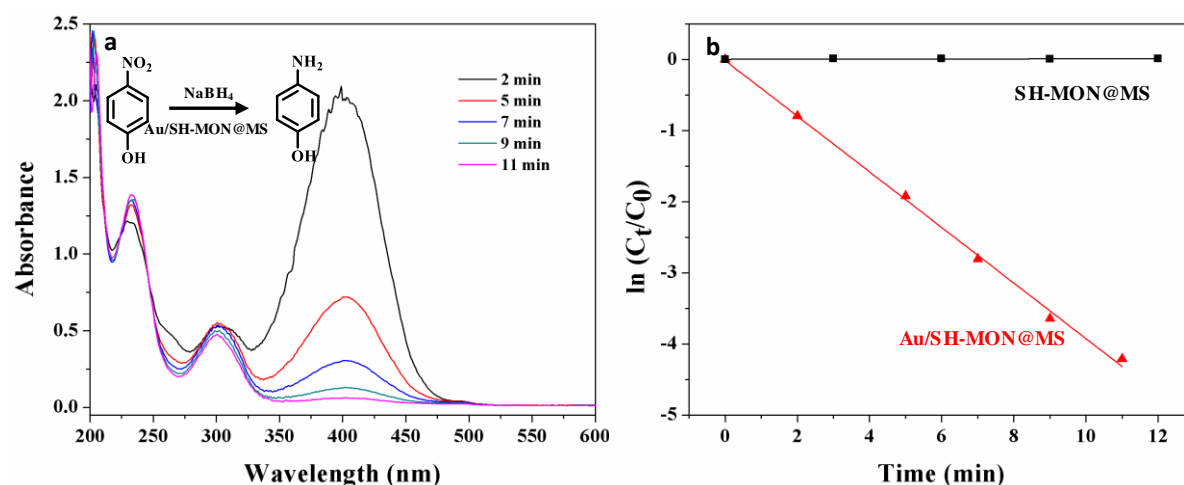 a
NO₂
OH
NaBH₄
Au/SH-MON@MS
NH₂
OH
2 min
5 min
7 min
9 min
11 min
2.5
2.0
1.5
1.0
0.5
0.0
Absorbance
200 250 300 350 400 450 500 550 600
Wavelength (nm)
b
SH-MON@MS
Au/SH-MON@MS
0
-1
-2
-3
-4
-5
ln (Ct/C0)
0 2 4 6 8 10 12
Time (min)